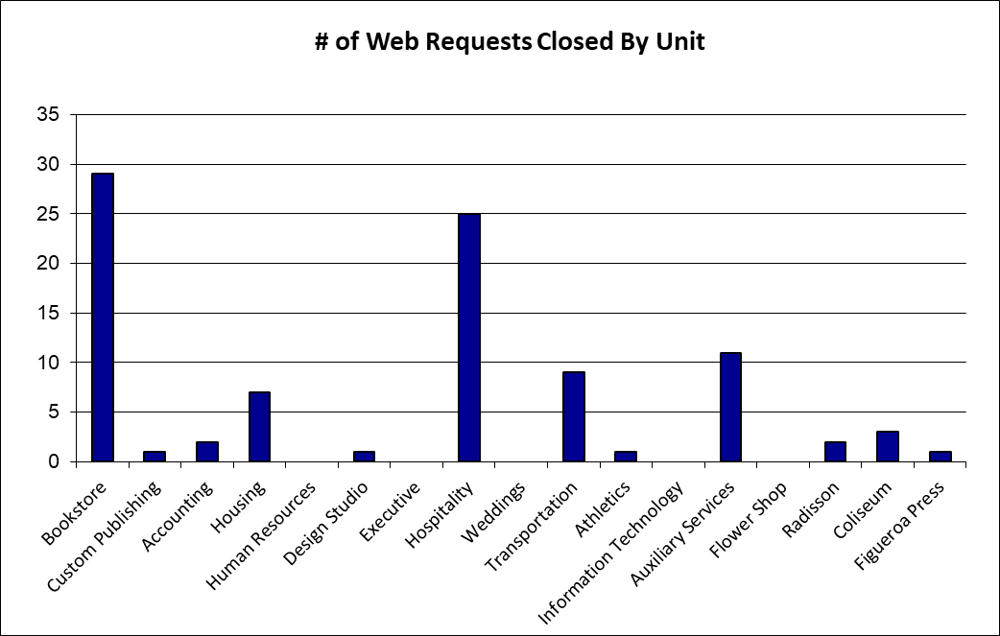 # of Web Requests Closed By Unit
35
30
25
20
15
10
5
0
Bookstore
Custom Publishing
Accounting
Housing
Human Resources
Design Studio
Executive
Hospitality
Weddings
Transportation
Athletics
Information Technology
Auxiliary Services
Flower Shop
Radisson
Coliseum
Figueroa Press